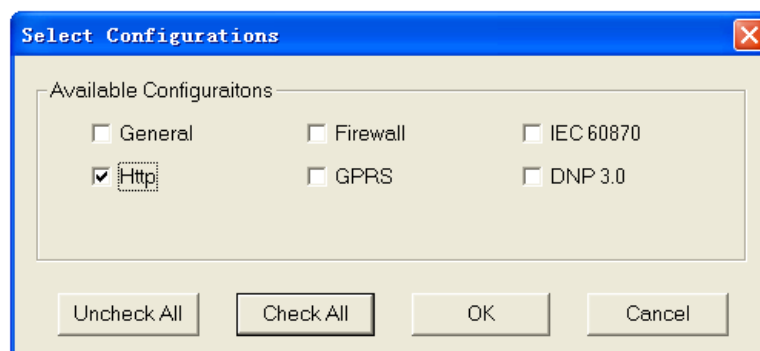 Select Configurations
Available Configuraitons
General Firewall IEC 60870
Http GPRS DNP 3.0
Uncheck All Check All OK Cancel